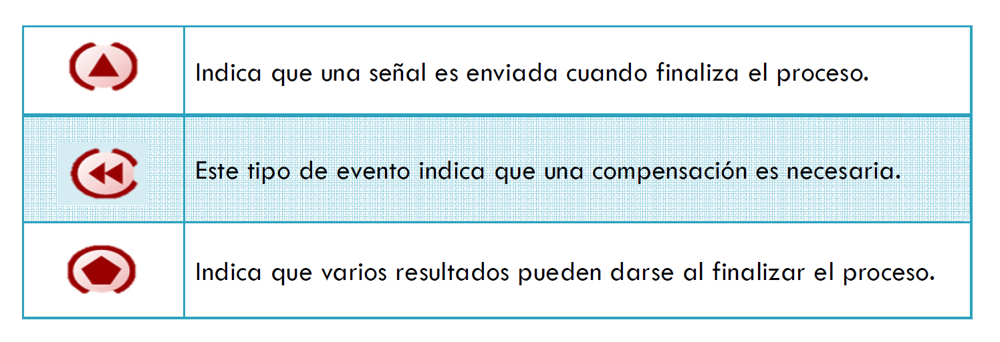 Indica que una señal es enviada cuando finaliza el proceso.
Este tipo de evento indica que una compensación es necesaria.
Indica que varios resultados pueden darse al finalizar el proceso.